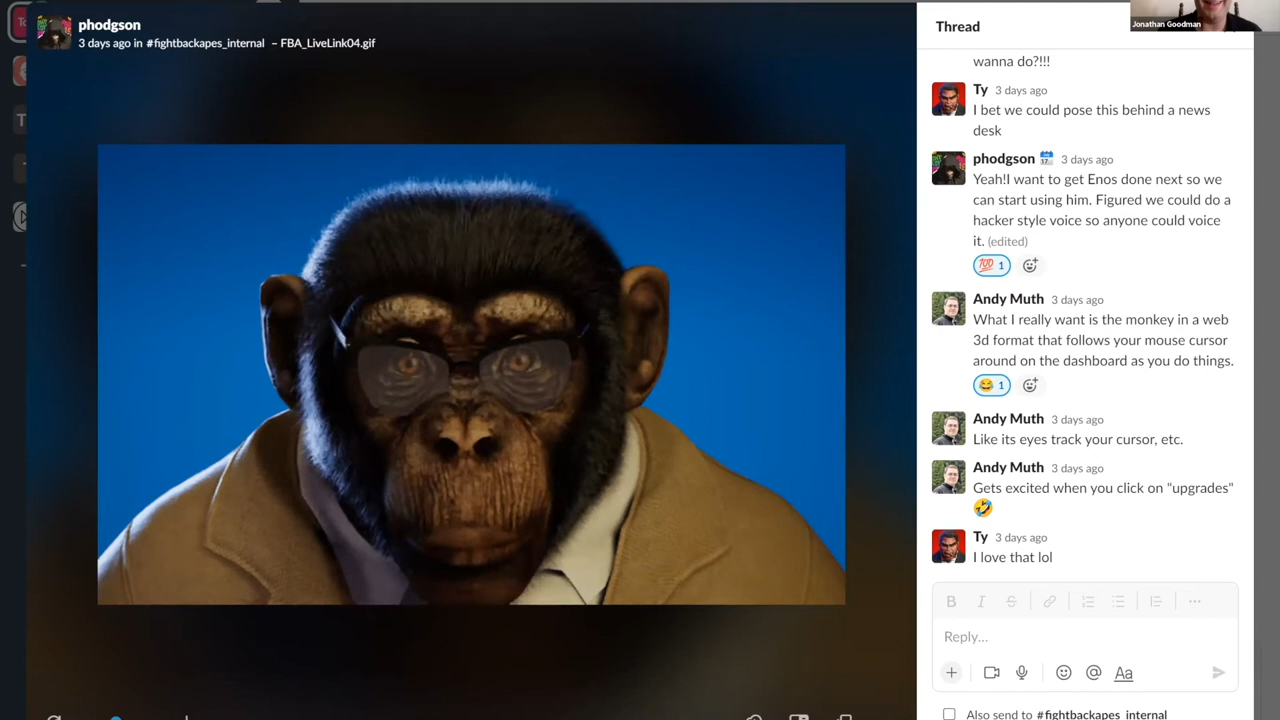 phodgson
3 days ago in #fightbackapes_internal – FBA_LiveLink04.gif
Thread
Jonathan Goodman
wanna do?!!!
Ty 3 days ago
I bet we could pose this behind a news
desk
phodgson 3 days ago
Yeah!I want to get Enos done next so we
can start using him. Figured we could do a
hacker style voice so anyone could voice
it. (edited)
💯 1
Andy Muth 3 days ago
What I really want is the monkey in a web
3d format that follows your mouse cursor
around on the dashboard as you do things.
😂 1
Andy Muth 3 days ago
Like its eyes track your cursor, etc.
Andy Muth 3 days ago
Gets excited when you click on "upgrades"
🤣
Ty 3 days ago
I love that lol
B I S
Reply...
+ @ Aa
Also send to #fightbackapes_internal